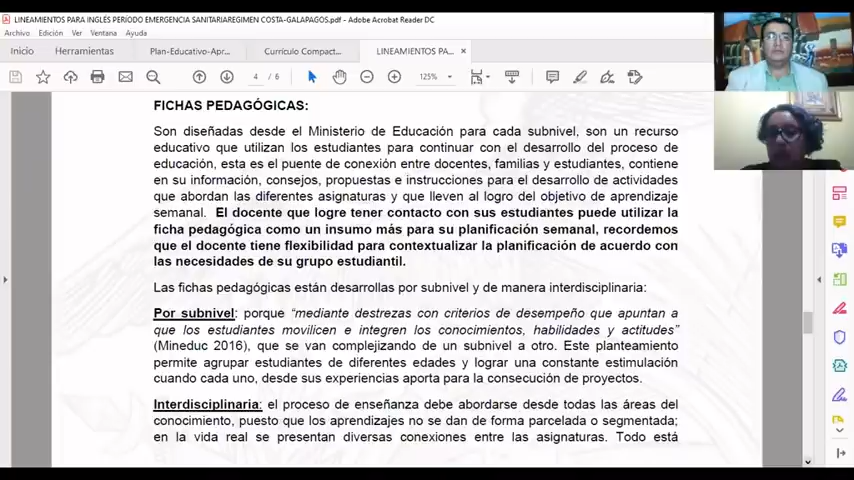 LINEAMIENTOS PARA INGLÉS PERÍODO EMERGENCIA SANITARIAREGIMEN COSTA-GALAPAGOS.pdf - Adobe Acrobat Reader DC
Archivo Edición Ver Ventana Ayuda
Inicio Herramientas Plan-Educativo-Apr... Currículo Compact... LINEAMIENTOS PA... ×
4 / 6 125%
FICHAS PEDAGÓGICAS:
Son diseñadas desde el Ministerio de Educación para cada subnivel, son un recurso
educativo que utilizan los estudiantes para continuar con el desarrollo del proceso de
educación, esta es el puente de conexión entre docentes, familias y estudiantes, contiene
en su información, consejos, propuestas e instrucciones para el desarrollo de actividades
que abordan las diferentes asignaturas y que lleven al logro del objetivo de aprendizaje
semanal. El docente que logre tener contacto con sus estudiantes puede utilizar la
ficha pedagógica como un insumo más para su planificación semanal, recordemos
que el docente tiene flexibilidad para contextualizar la planificación de acuerdo con
las necesidades de su grupo estudiantil.
Las fichas pedagógicas están desarrollas por subnivel y de manera interdisciplinaria:
Por subnivel: porque “mediante destrezas con criterios de desempeño que apuntan a
que los estudiantes movilicen e integren los conocimientos, habilidades y actitudes”
(Mineduc 2016), que se van complejizando de un subnivel a otro. Este planteamiento
permite agrupar estudiantes de diferentes edades y lograr una constante estimulación
cuando cada uno, desde sus experiencias aporta para la consecución de proyectos.
Interdisciplinaria: el proceso de enseñanza debe abordarse desde todas las áreas del
conocimiento, puesto que los aprendizajes no se dan de forma parcelada o segmentada;
en la vida real se presentan diversas conexiones entre las asignaturas. Todo está